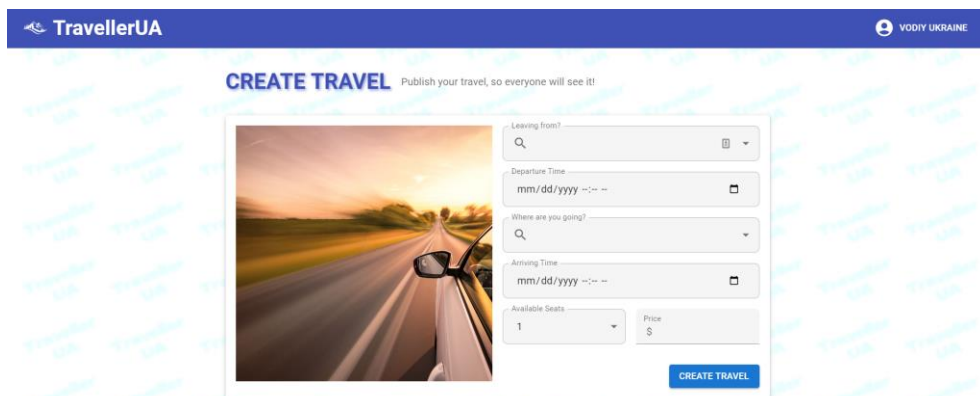 TravellerUA
VODIY UKRAINE
CREATE TRAVEL Publish your travel, so everyone will see it!
Leaving from?
Departure Time
mm/dd/yyyy --:-- --
Where are you going?
Arriving Time
mm/dd/yyyy --:-- --
Available Seats
1
Price
$
CREATE TRAVEL